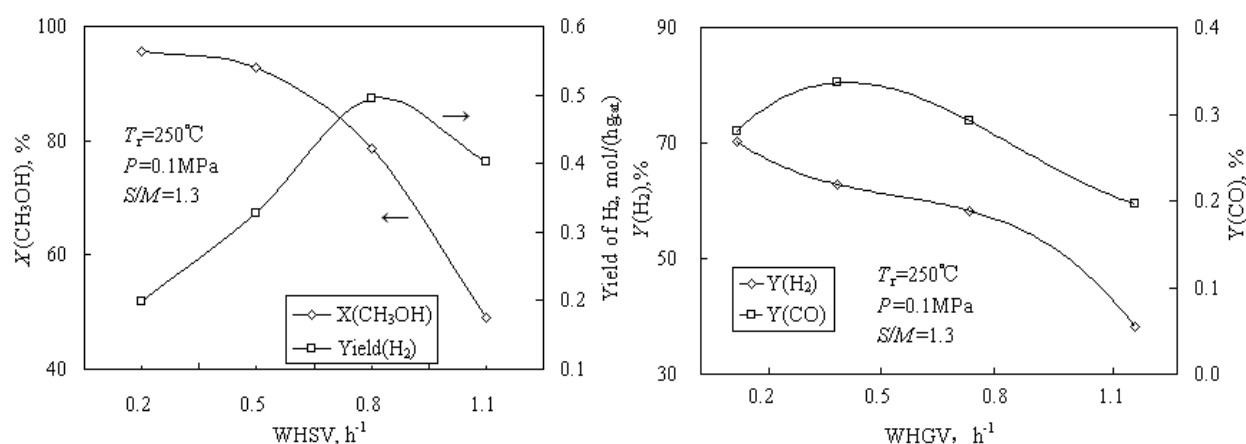 100
80
60
40
X(CH₃OH), %
0.6
0.5
0.4
0.3
0.2
0.1
Yield of H₂, mol/(hg_cat)
Tr=250℃
P=0.1MPa
S/M=1.3
→
←
X(CH₃OH)
Yield(H₂)
0.2 0.5 0.8 1.1
WHSV, h⁻¹
90
70
50
30
Y(H₂),%
0.4
0.3
0.2
0.1
0.0
Y(CO), %
Y(H₂)
Y(CO)
Tr=250℃
P=0.1MPa
S/M=1.3
0.2 0.5 0.8 1.1
WHGV, h⁻¹